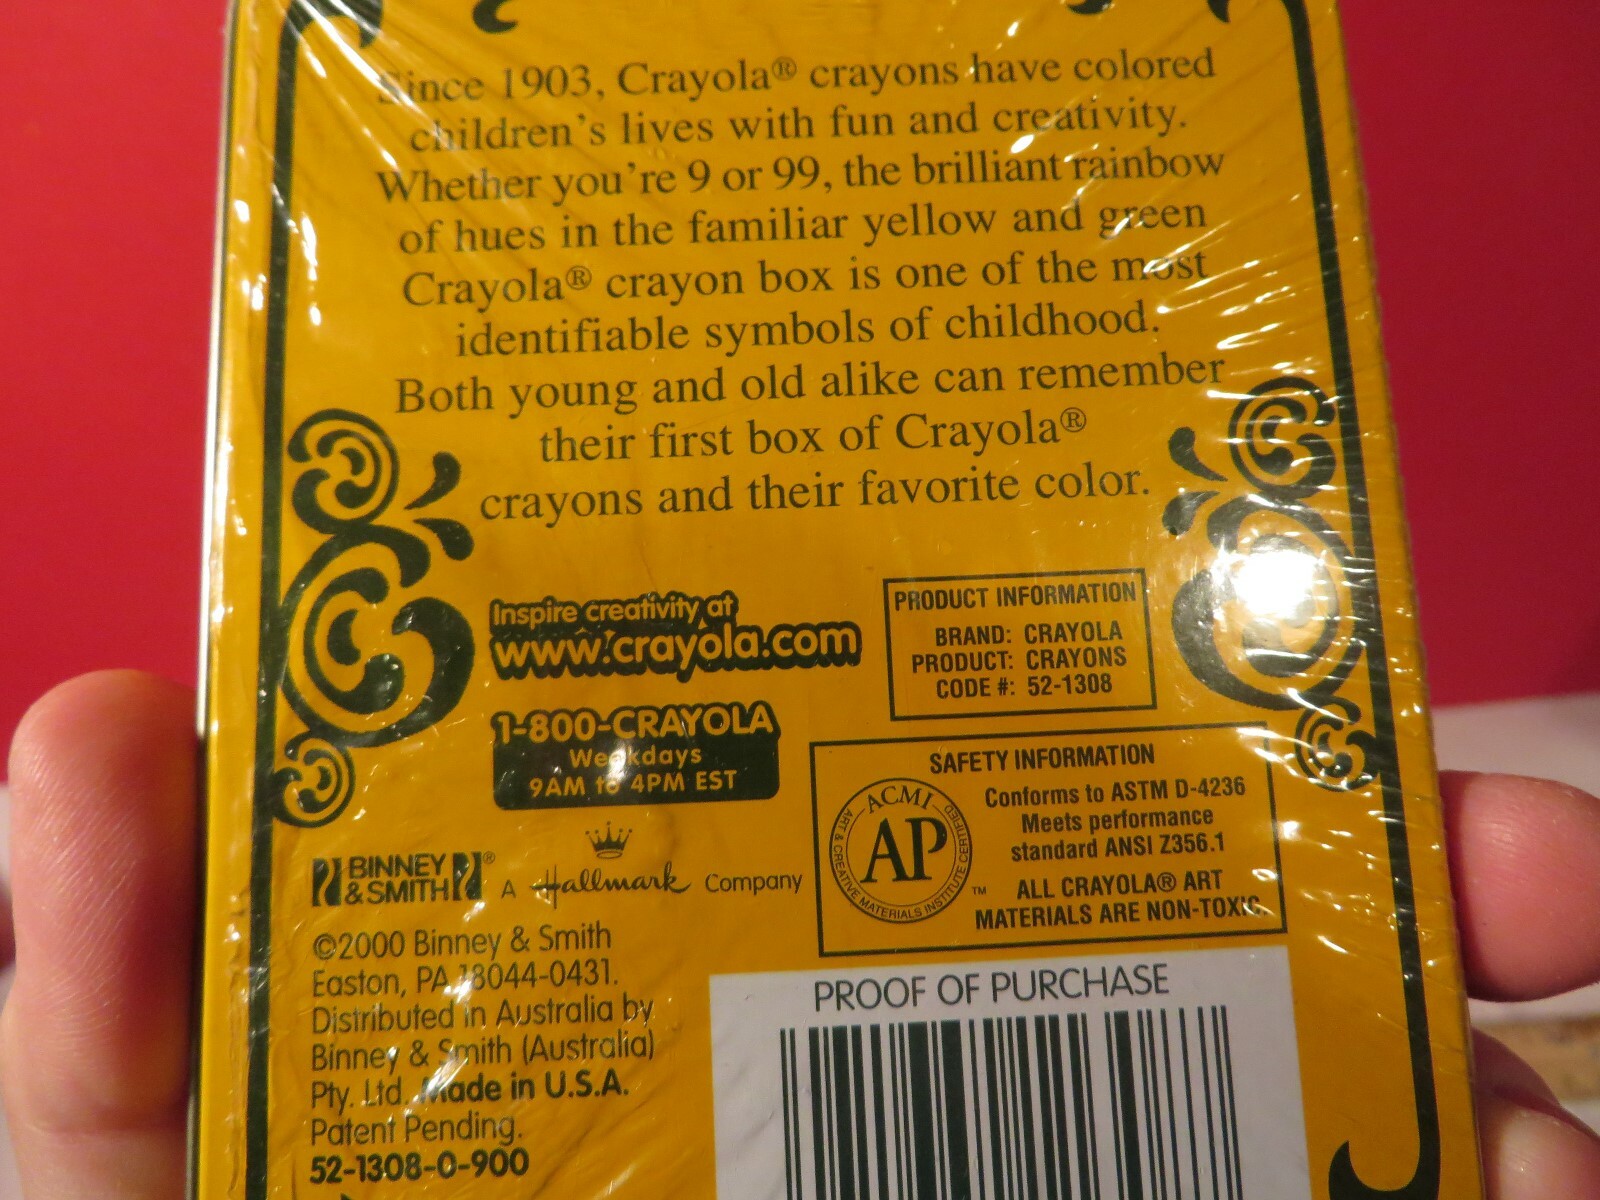 Since 1903, Crayola® crayons have colored
children's lives with fun and creativity.
Whether you're 9 or 99, the brilliant rainbow
of hues in the familiar yellow and green
Crayola® crayon box is one of the most
identifiable symbols of childhood.
Both young and old alike can remember
their first box of Crayola®
crayons and their favorite color.
Inspire creativity at
www.crayola.com
1-800-CRAYOLA
Weekdays
9AM to 4PM EST
PRODUCT INFORMATION
BRAND: CRAYOLA
PRODUCT: CRAYONS
CODE #: 52-1308
SAFETY INFORMATION
ACMI
AP
ART & CREATIVE MATERIALS INSTITUTE CERTIFIED
™
Conforms to ASTM D-4236
Meets performance
standard ANSI Z356.1
ALL CRAYOLA® ART
MATERIALS ARE NON-TOXIC.
BINNEY
& SMITH®
A Hallmark Company
©2000 Binney & Smith
Easton, PA 18044-0431.
Distributed in Australia by
Binney & Smith (Australia)
Pty. Ltd. Made in U.S.A.
Patent Pending.
52-1308-0-900
PROOF OF PURCHASE